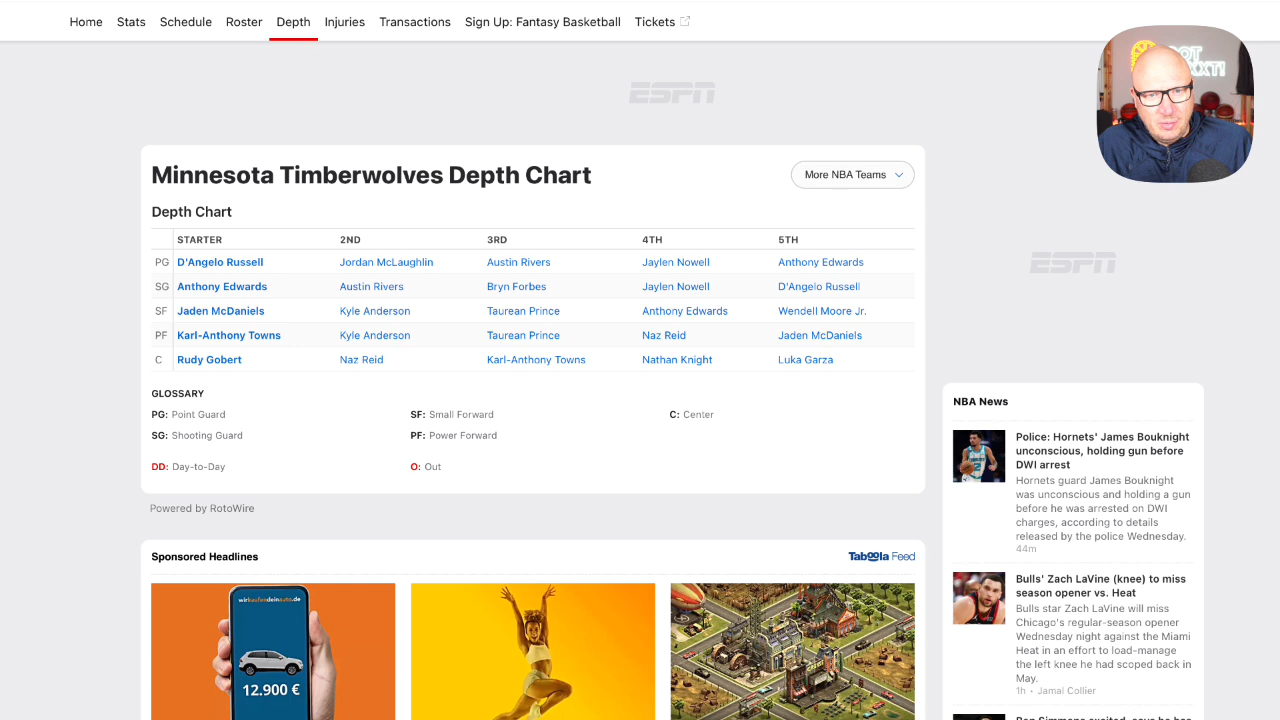 Home Stats Schedule Roster Depth Injuries Transactions Sign Up: Fantasy Basketball Tickets
ESPN
Minnesota Timberwolves Depth Chart
More NBA Teams
Depth Chart
STARTER 2ND 3RD 4TH 5TH
PG D'Angelo Russell Jordan McLaughlin Austin Rivers Jaylen Nowell Anthony Edwards
SG Anthony Edwards Austin Rivers Bryn Forbes Jaylen Nowell D'Angelo Russell
SF Jaden McDaniels Kyle Anderson Taurean Prince Anthony Edwards Wendell Moore Jr.
PF Karl-Anthony Towns Kyle Anderson Taurean Prince Naz Reid Jaden McDaniels
C Rudy Gobert Naz Reid Karl-Anthony Towns Nathan Knight Luka Garza
GLOSSARY
PG: Point Guard SF: Small Forward C: Center
SG: Shooting Guard PF: Power Forward
DD: Day-to-Day O: Out
Powered by RotoWire
Sponsored Headlines
Taboola Feed
wirkaufendeinauto.de
12.900 €
ESPN
NBA News
Police: Hornets' James Bouknight
unconscious, holding gun before
DWI arrest
Hornets guard James Bouknight
was unconscious and holding a gun
before he was arrested on DWI
charges, according to details
released by the police Wednesday.
44m
Bulls' Zach LaVine (knee) to miss
season opener vs. Heat
Bulls star Zach LaVine will miss
Chicago's regular-season opener
Wednesday night against the Miami
Heat in an effort to load-manage
the left knee he had scoped back in
May.
1h • Jamal Collier